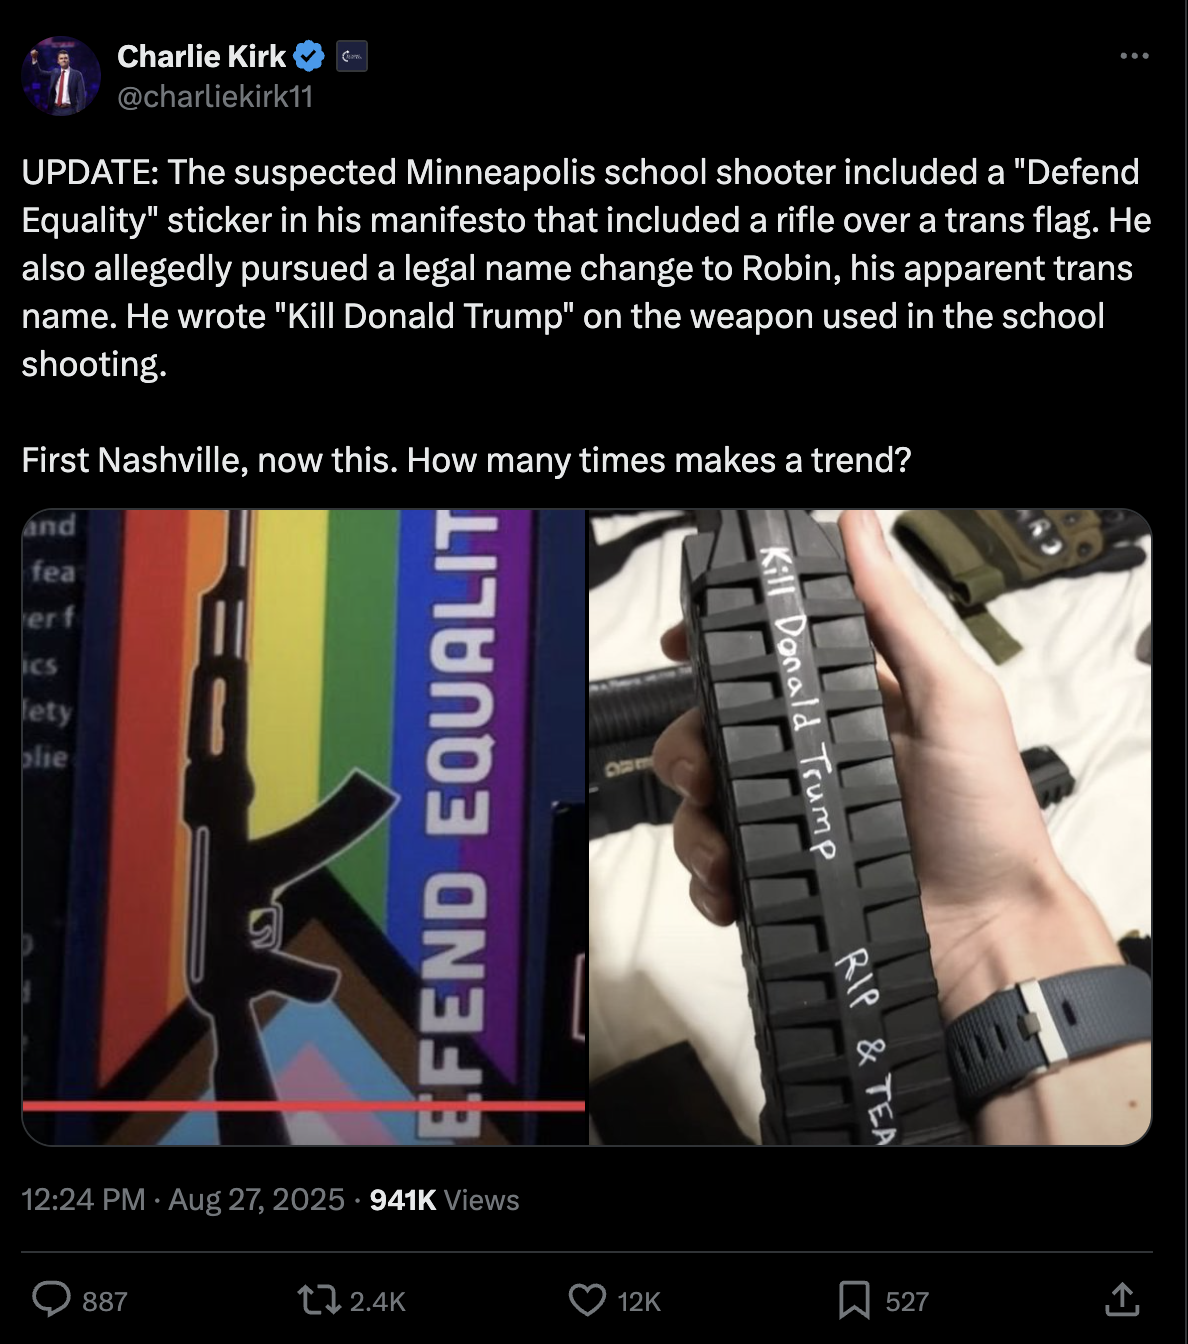 Charlie Kirk
@charliekirk11
UPDATE: The suspected Minneapolis school shooter included a "Defend
Equality" sticker in his manifesto that included a rifle over a trans flag. He
also allegedly pursued a legal name change to Robin, his apparent trans
name. He wrote "Kill Donald Trump" on the weapon used in the school
shooting.
First Nashville, now this. How many times makes a trend?
and
fea
er f
ics
lety
olie
EFEND EQUALIT
Kill Donald Trump
RIP & TEA
12:24 PM · Aug 27, 2025 · 941K Views
887
2.4K
12K
527